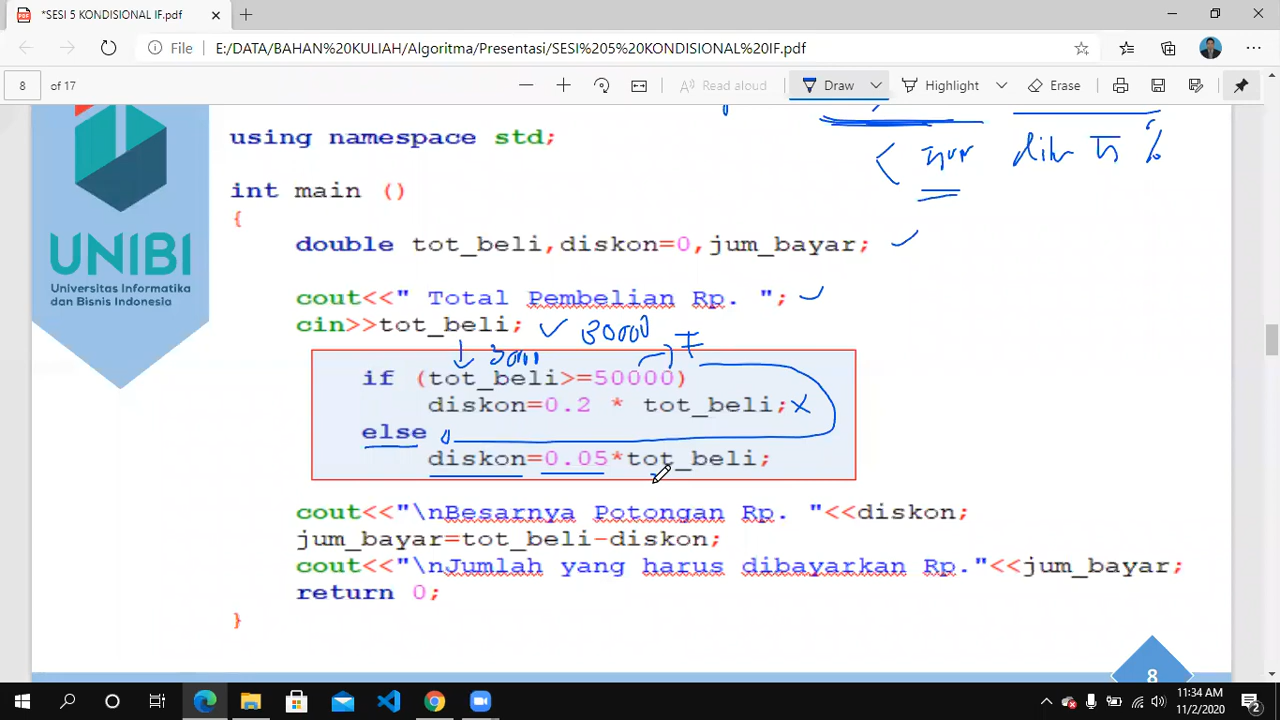 *SESI 5 KONDISIONAL IF.pdf
File E:/DATA/BAHAN%20KULIAH/Algoritma/Presentasi/SESI%205%20KONDISIONAL%20IF.pdf
8 of 17 Read aloud Draw Highlight Erase
using namespace std;
%
<
int main ()
{
UNIBI
Universitas Informatika
dan Bisnis Indonesia
double tot_beli,diskon=0,jum_bayar;
cout<<" Total Pembelian Rp. ";
cin>>tot_beli; 30000
if (tot_beli>=50000)
diskon=0.2 * tot_beli;
else
diskon=0.05*tot_beli;
cout<<"\nBesarnya Potongan Rp. "<<diskon;
jum_bayar=tot_beli-diskon;
cout<<"\nJumlah yang harus dibayarkan Rp."<<jum_bayar;
return 0;
}
8
11:34 AM
11/2/2020
2